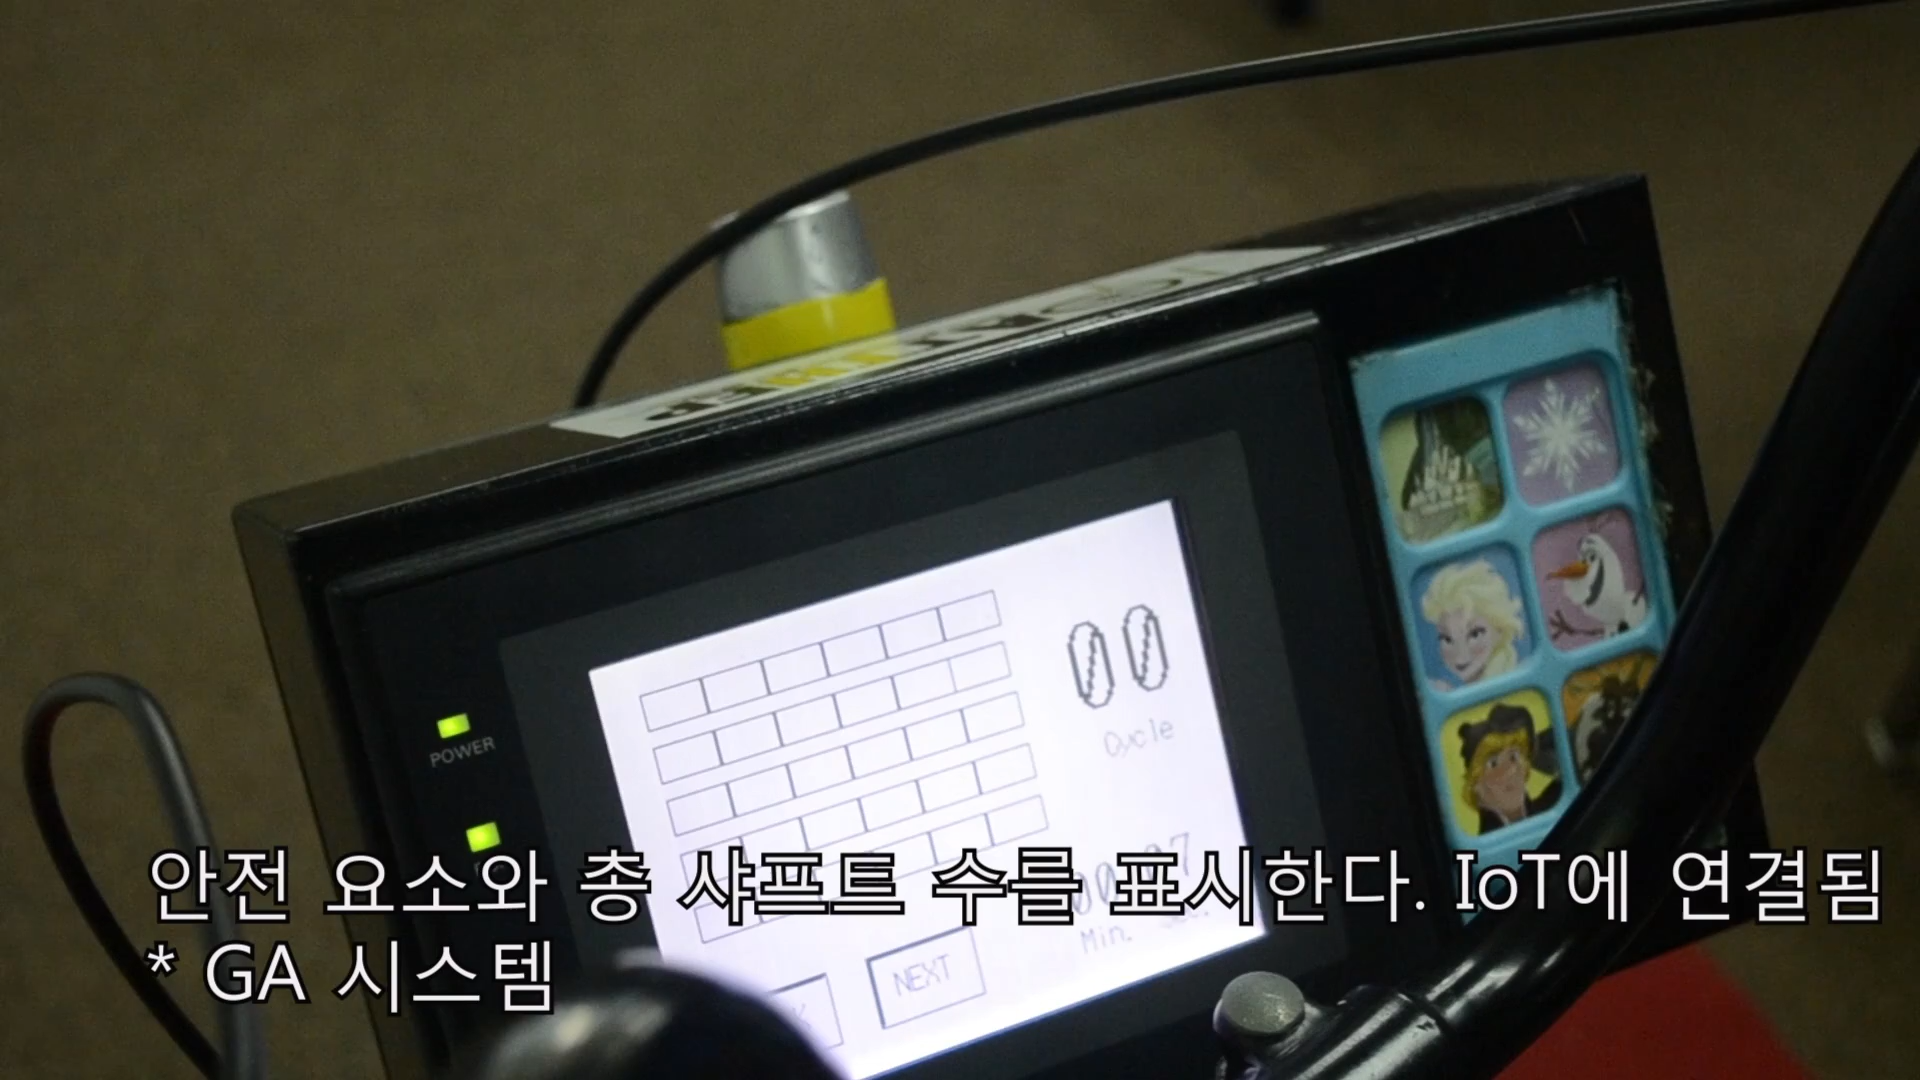 POWER
00
Cycle
Min.
NEXT
안전 요소와 총 샤프트 수를 표시한다. IoT에 연결됨
* GA 시스템